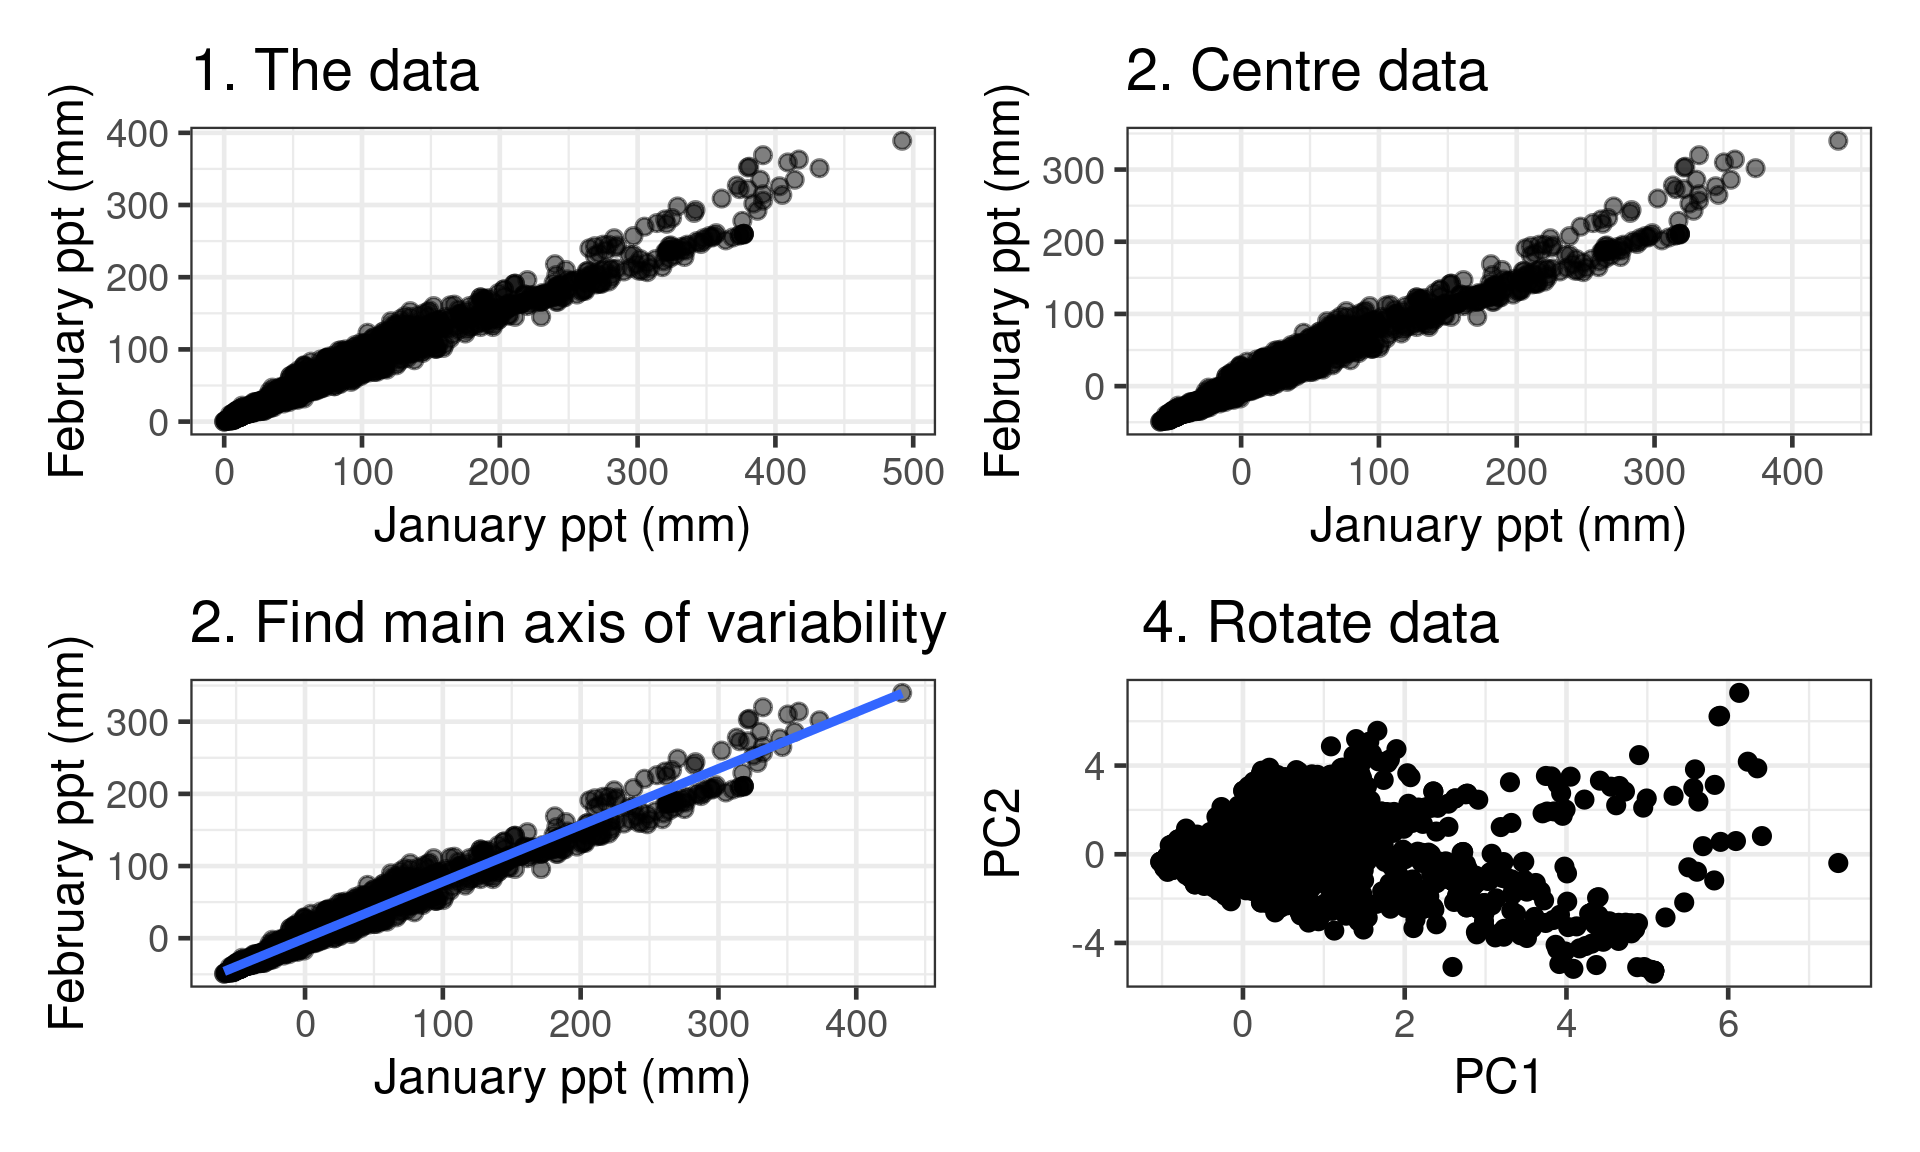 1. The data
February ppt (mm)
400
300
200
100
0
0 100 200 300 400 500
January ppt (mm)
2. Centre data
February ppt (mm)
300
200
100
0
0 100 200 300 400
January ppt (mm)
2. Find main axis of variability
February ppt (mm)
300
200
100
0
0 100 200 300 400
January ppt (mm)
4. Rotate data
PC2
4
0
-4
0 2 4 6
PC1